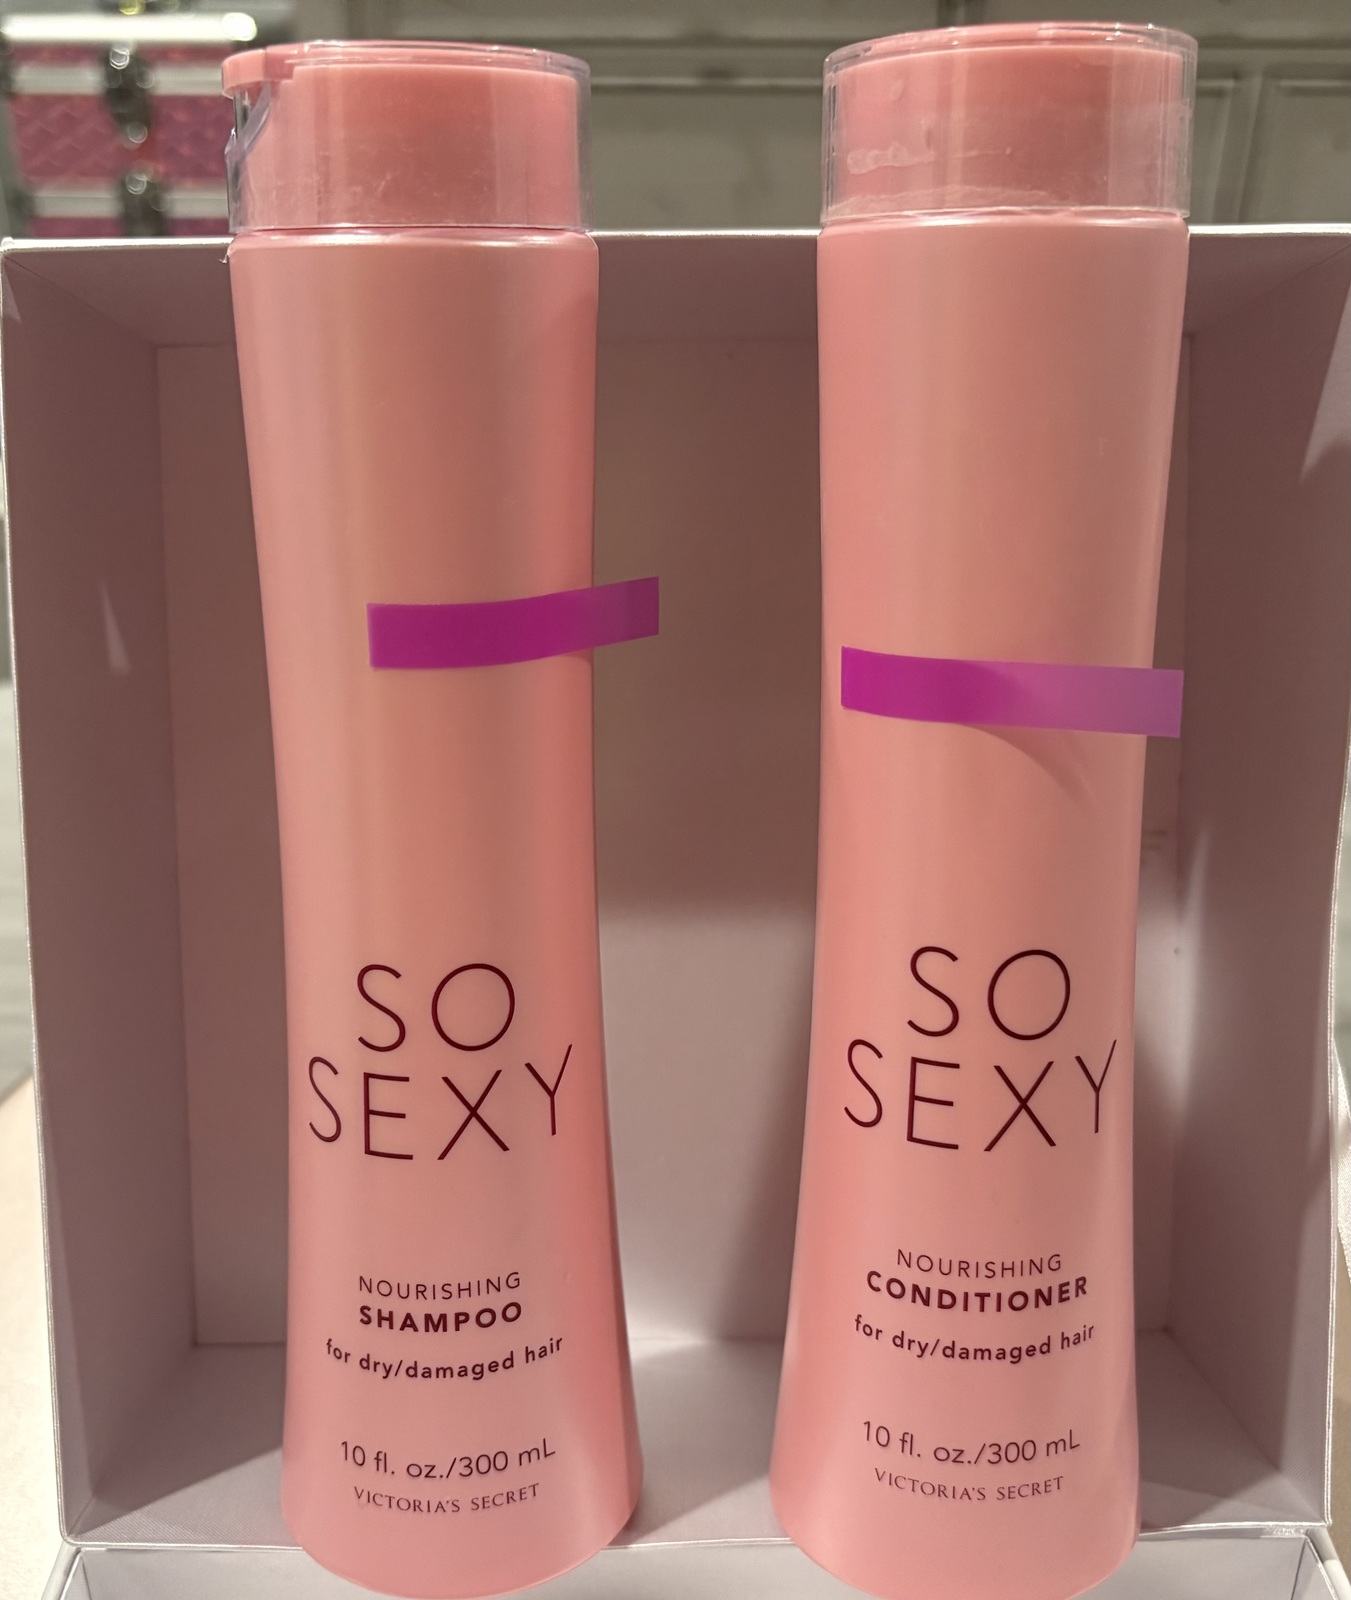 SO
SEXY
NOURISHING
SHAMPOO
for dry/damaged hair
10 fl. oz./300 mL
VICTORIA'S SECRET
SO
SEXY
NOURISHING
CONDITIONER
for dry/damaged hair
10 fl. oz./300 mL
VICTORIA'S SECRET